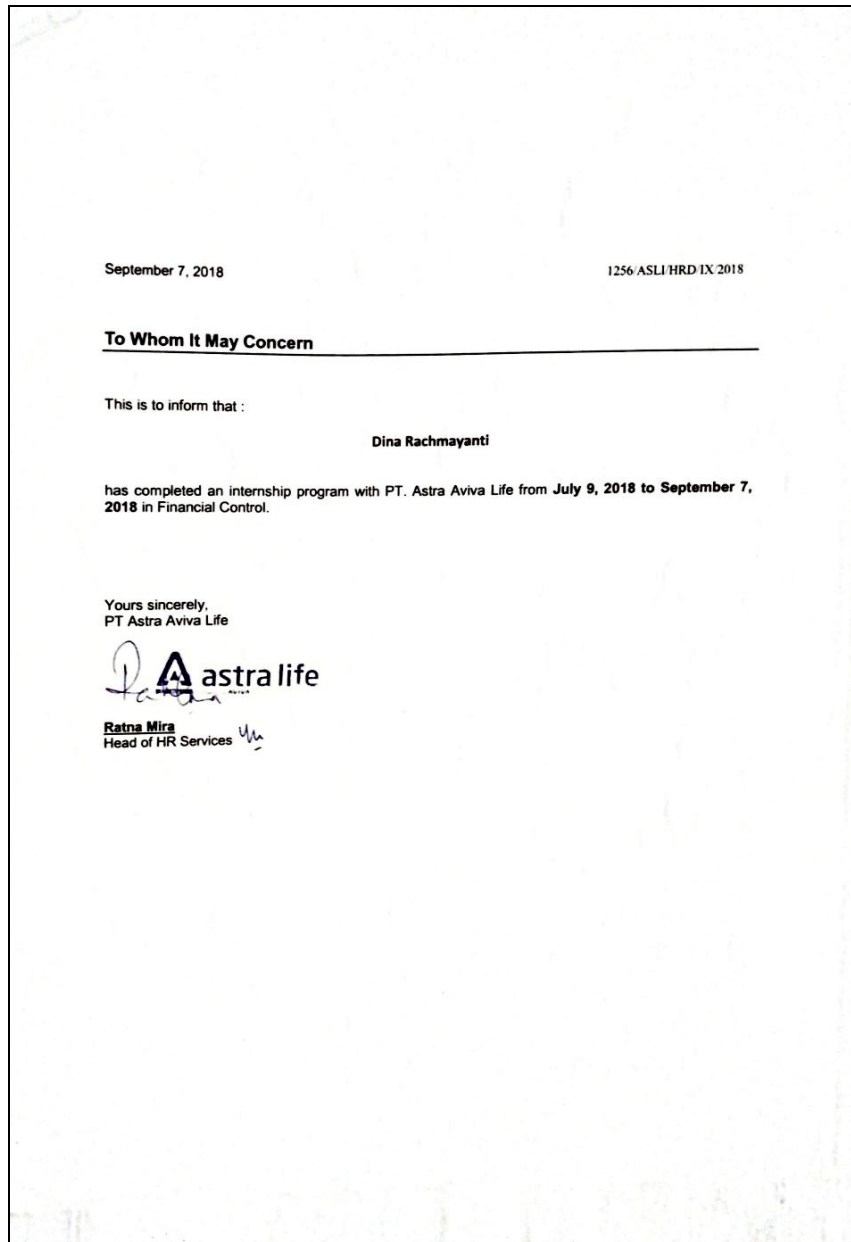 September 7, 2018 1256/ASLI/HRD/IX/2018
To Whom It May Concern
This is to inform that :
Dina Rachmayanti
has completed an internship program with PT. Astra Aviva Life from July 9, 2018 to September 7,
2018 in Financial Control.
Yours sincerely,
PT Astra Aviva Life
astra life
Ratna Mira
Head of HR Services